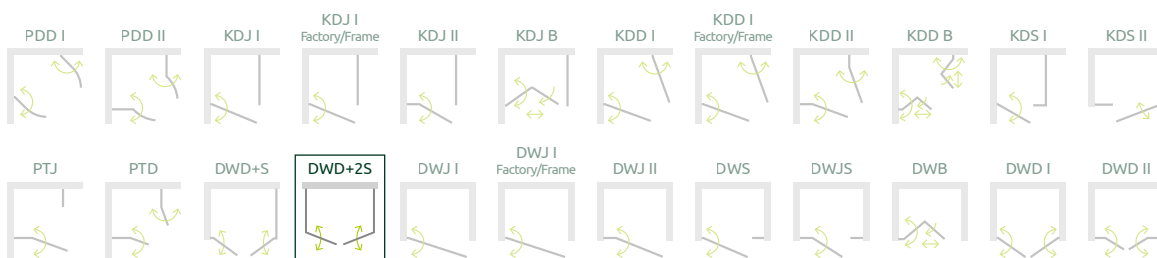 PDD I
PDD II
KDJ I
KDJ I
Factory/Frame
KDJ II
KDJ B
KDD I
KDD I
Factory/Frame
KDD II
KDD B
KDS I
KDS II
PTJ
PTD
DWD+S
DWD+2S
DWJ I
DWJ I
Factory/Frame
DWJ II
DWS
DWJS
DWB
DWD I
DWD II